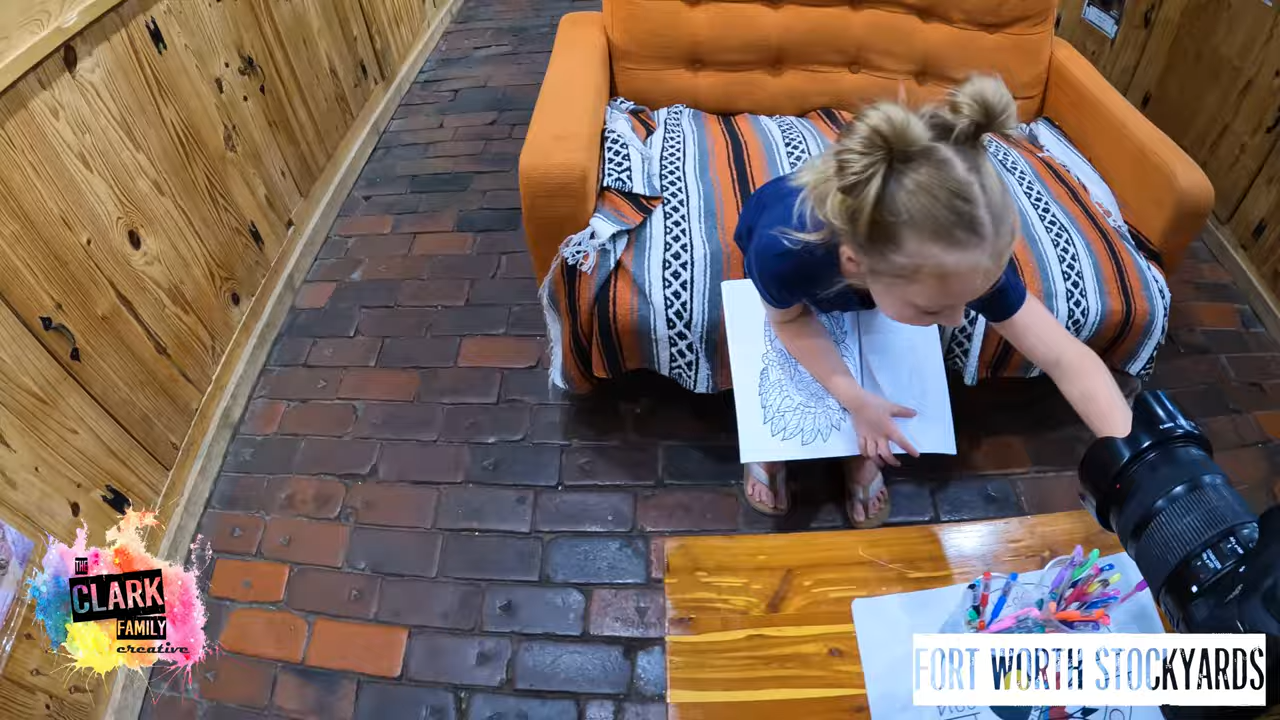 THE
CLARK
FAMILY
creative
FORT WORTH STOCKYARDS